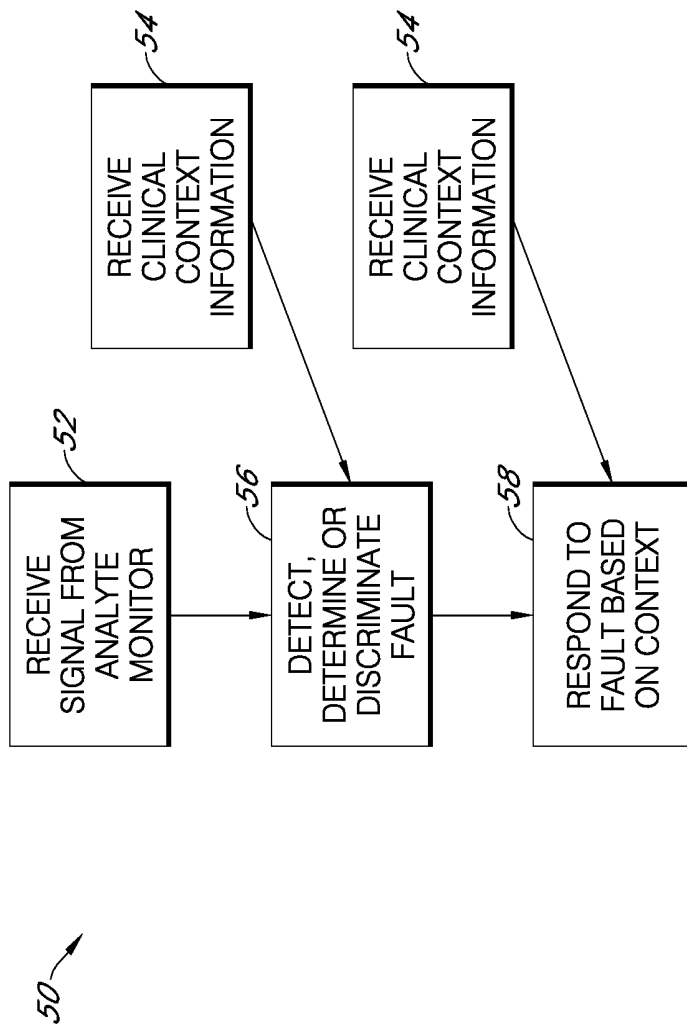 50
52
RECEIVE
SIGNAL FROM
ANALYTE
MONITOR
54
RECEIVE
CLINICAL
CONTEXT
INFORMATION
56
DETECT,
DETERMINE OR
DISCRIMINATE
FAULT
54
RECEIVE
CLINICAL
CONTEXT
INFORMATION
58
RESPOND TO
FAULT BASED
ON CONTEXT